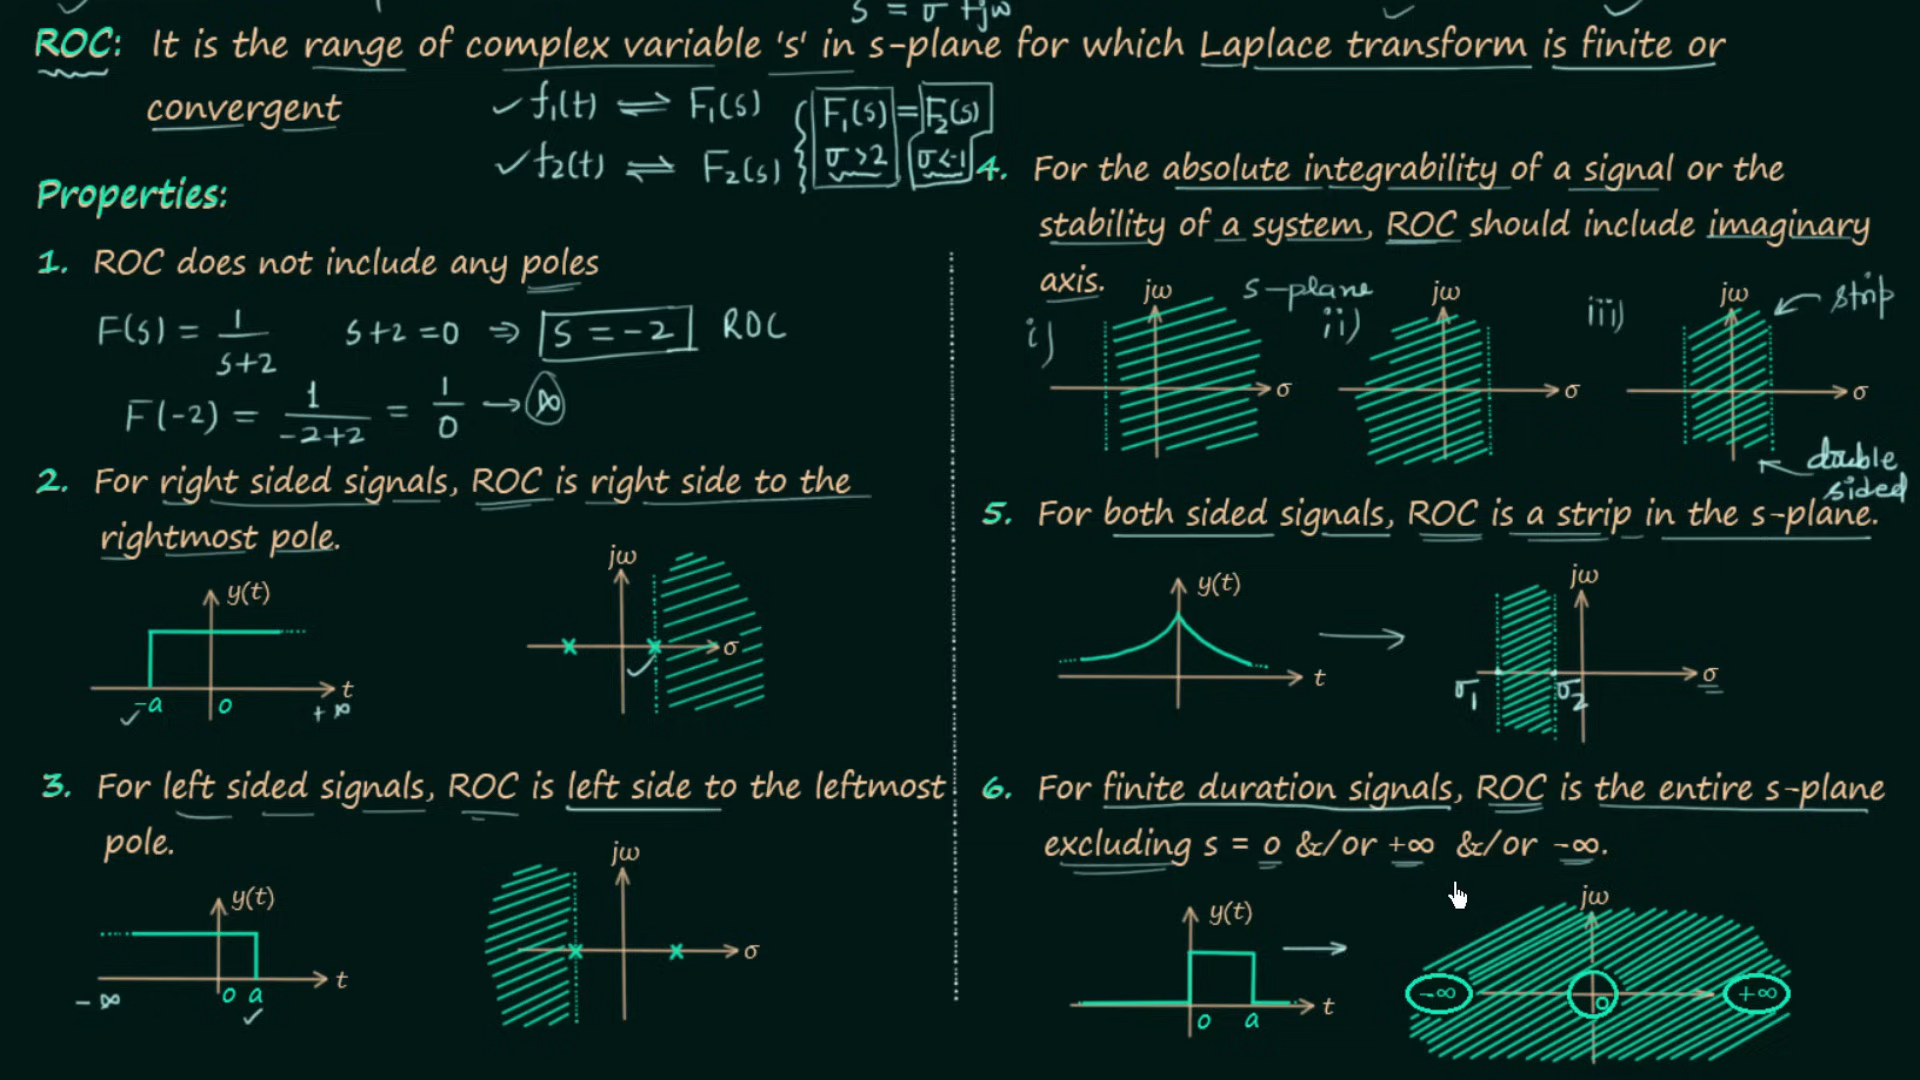 s = σ + jω
ROC: It is the range of complex variable 's' in s-plane for which Laplace transform is finite or
convergent
f₁(t) ⇌ F₁(s)
f₂(t) ⇌ F₂(s)
F₁(s) = F₂(s)
σ>2 σ<-1
Properties:
1. ROC does not include any poles
F(s) = 1/(s+2) s+2 = 0 ⇒ s = -2 ROC
F(-2) = 1/(-2+2) = 1/0 → ∞
2. For right sided signals, ROC is right side to the
rightmost pole.
y(t)
-a 0 t
+∞
jω
σ
3. For left sided signals, ROC is left side to the leftmost
pole.
y(t)
0 a t
-∞
jω
σ
4. For the absolute integrability of a signal or the
stability of a system, ROC should include imaginary
axis.
i) jω σ
s-plane
ii) jω σ
iii) jω σ
strip
double
sided
5. For both sided signals, ROC is a strip in the s-plane.
y(t)
t
jω
σ₁ σ₂ σ
6. For finite duration signals, ROC is the entire s-plane
excluding s = 0 &/or +∞ &/or -∞.
y(t)
0 a t
jω
-∞ 0 +∞